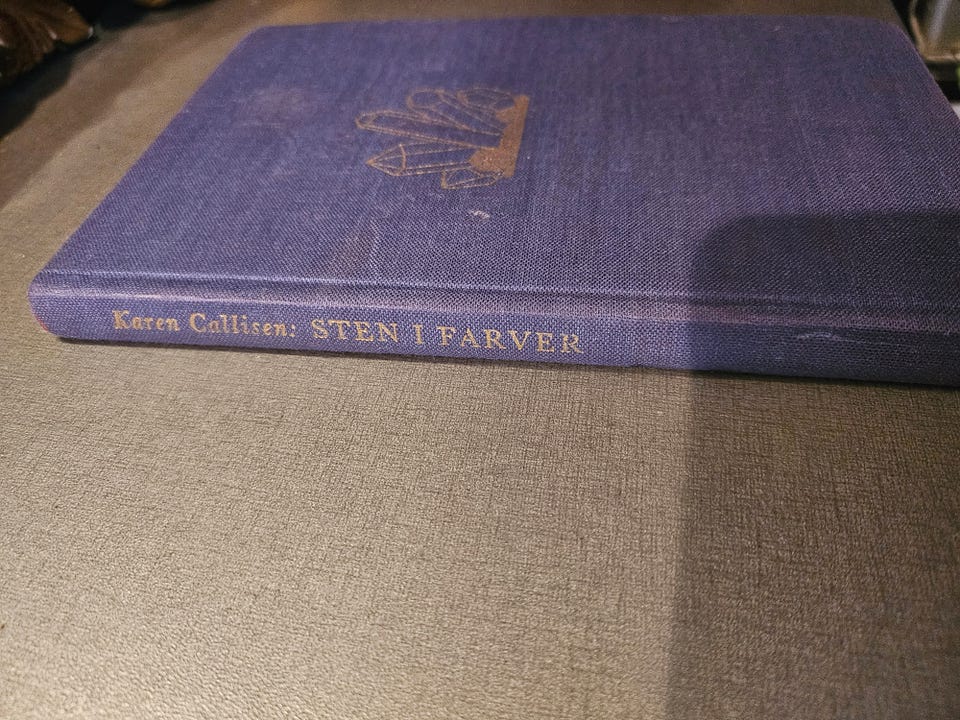 Karen Callisen: STEN I FARVER